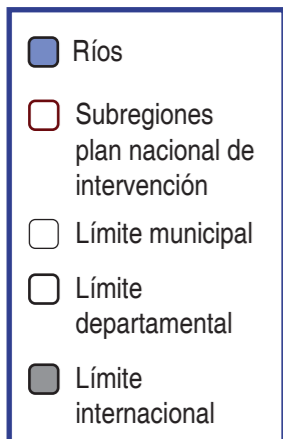 Ríos
Subregiones
plan nacional de
intervención
Límite municipal
Límite
departamental
Límite
internacional